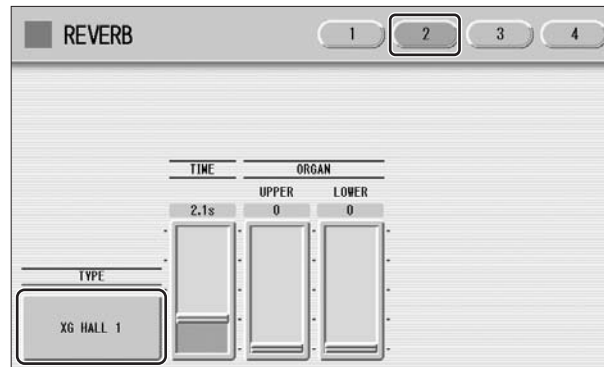 REVERB
1 2 3 4
TIME ORGAN
UPPER LOWER
2.1s 0 0
TYPE
XG HALL 1